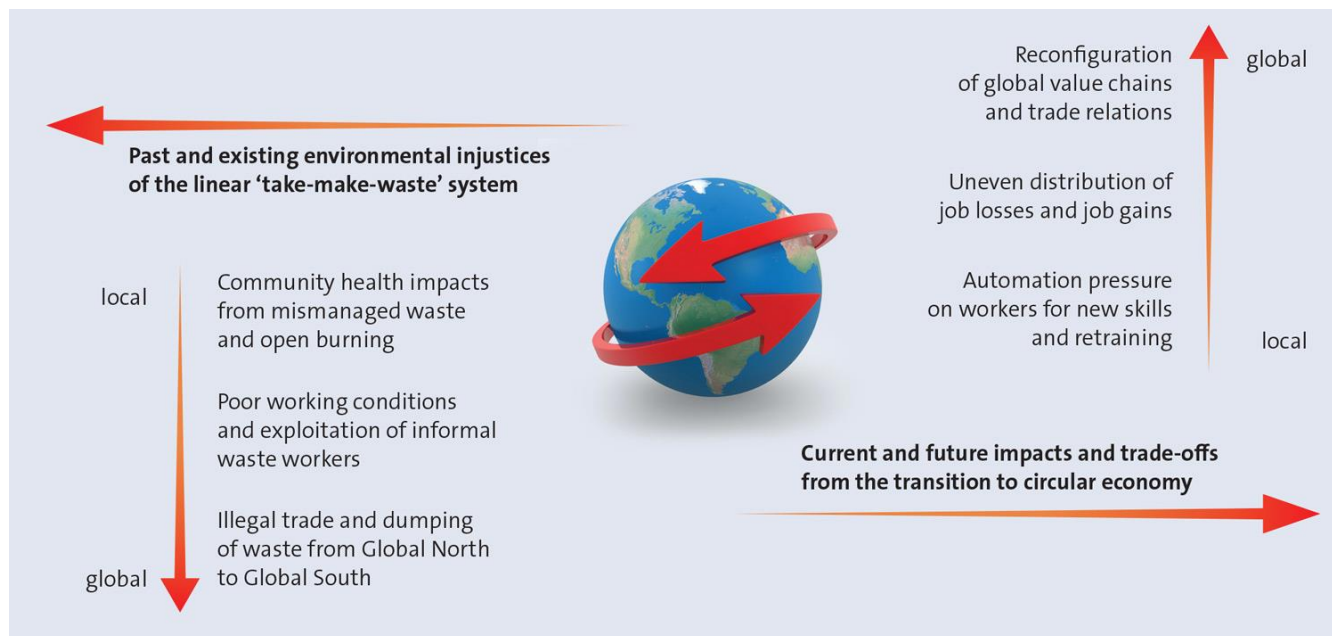 Past and existing environmental injustices
of the linear ‘take-make-waste’ system
local
Community health impacts
from mismanaged waste
and open burning
Poor working conditions
and exploitation of informal
waste workers
Illegal trade and dumping
of waste from Global North
to Global South
global
Reconfiguration
of global value chains
and trade relations
global
Uneven distribution of
job losses and job gains
Automation pressure
on workers for new skills
and retraining
local
Current and future impacts and trade-offs
from the transition to circular economy